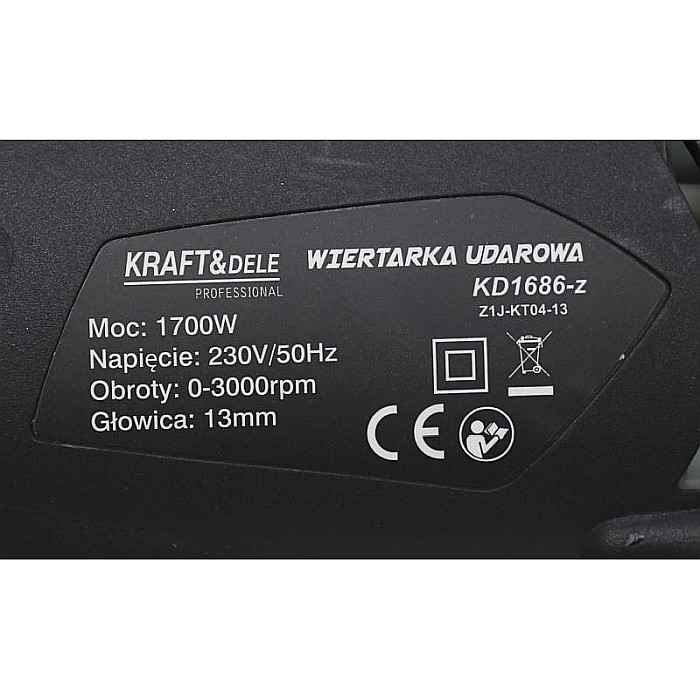 KRAFT&DELE
PROFESSIONAL
WIERTARKA UDAROWA
KD1686-z
Z1J-KT04-13
Moc: 1700W
Napięcie: 230V/50Hz
Obroty: 0-3000rpm
Głowica: 13mm
CE